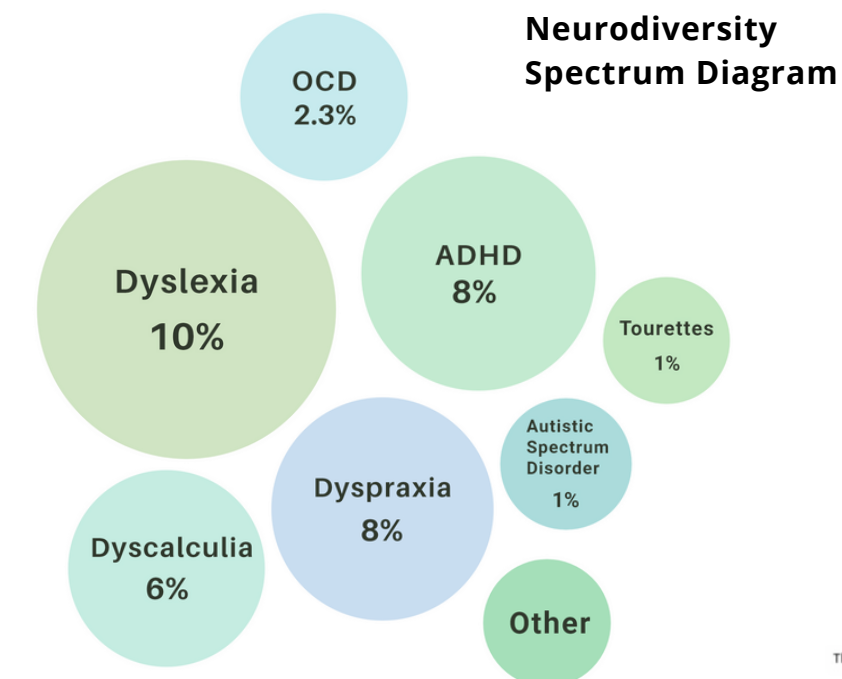 Neurodiversity
Spectrum Diagram
OCD
2.3%
ADHD
8%
Dyslexia
10%
Tourettes
1%
Autistic
Spectrum
Disorder
1%
Dyspraxia
8%
Dyscalculia
6%
Other